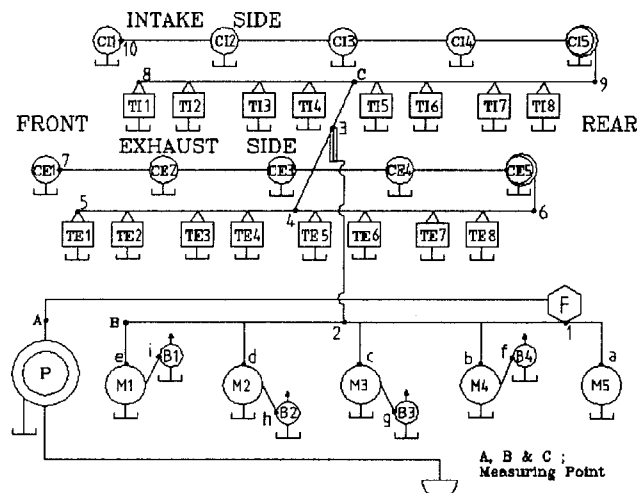 INTAKE SIDE
CI1 10 CI2 CI3 CI4 CI5
8 C 9
TI1 TI2 TI3 TI4 TI5 TI6 TI7 TI8
FRONT 3 REAR
EXHAUST SIDE
CE1 7 CE2 CE3 CE4 CE5
5 4 6
TE1 TE2 TE3 TE4 TE5 TE6 TE7 TE8
F
A B 2 1
e i B1 d c b f B4 a
P M1 M2 M3 M4 M5
h B2 g B3
A, B & C ;
Measuring Point